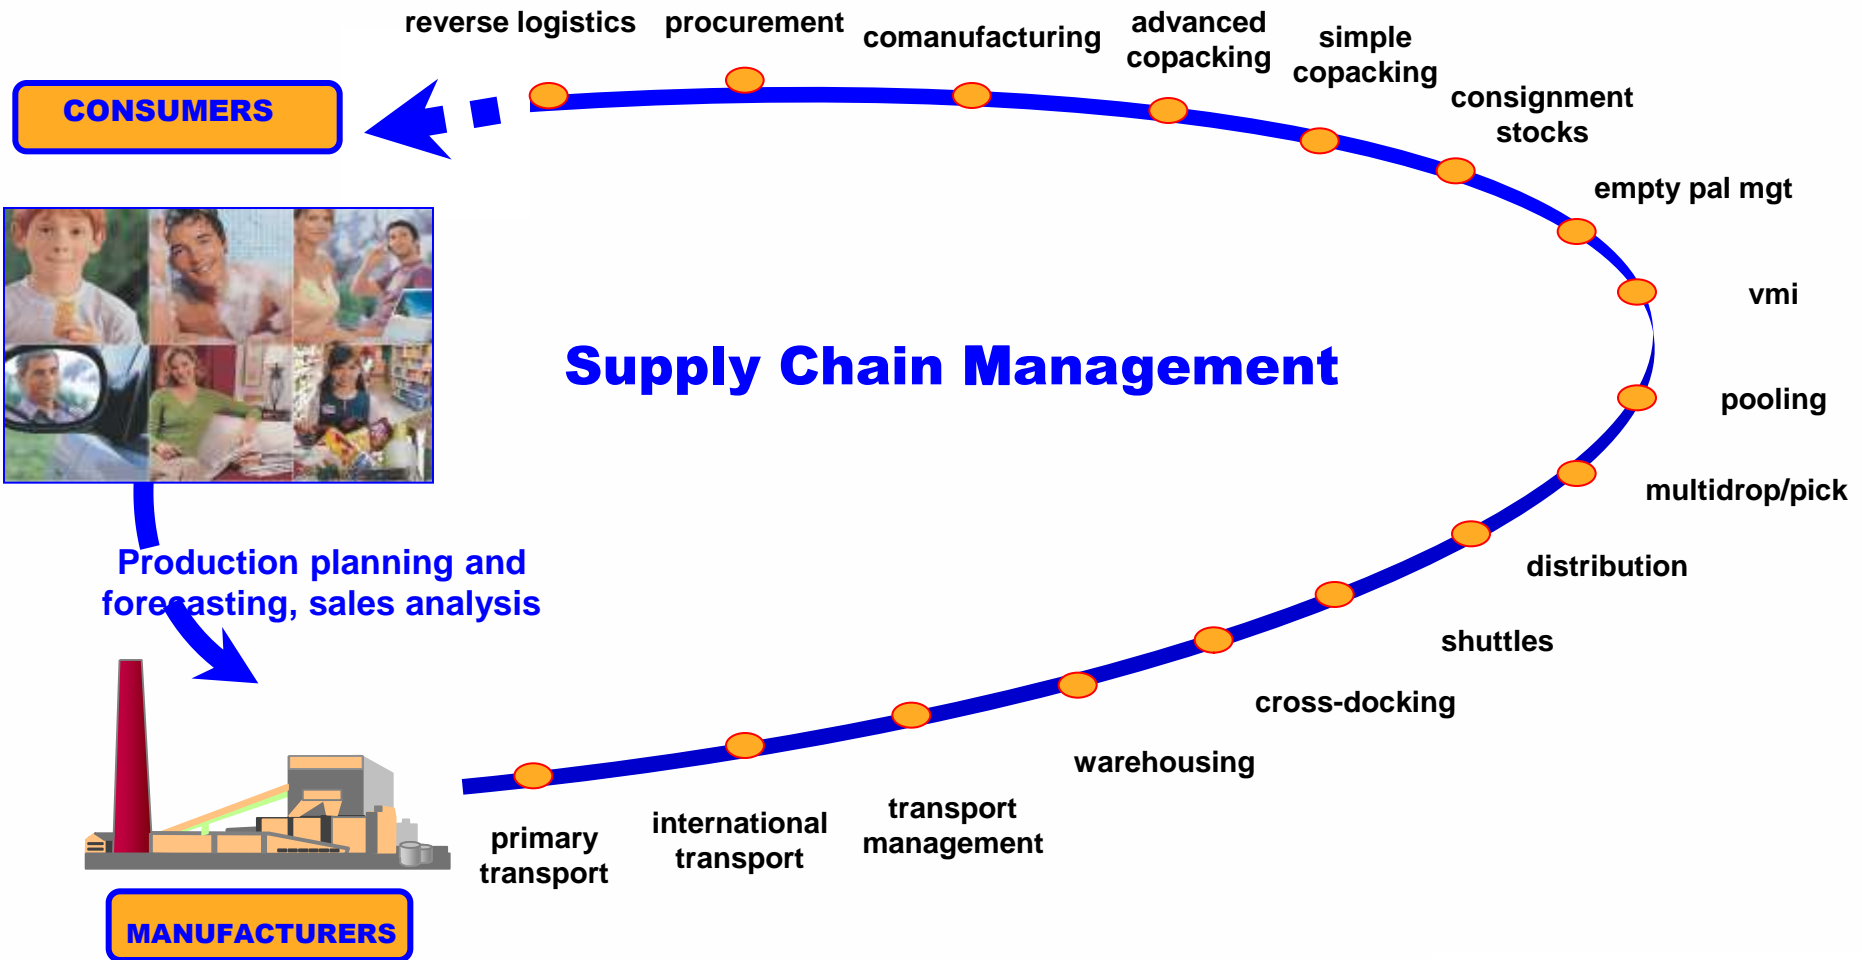 reverse logistics
procurement
comanufacturing
advanced
copacking
simple
copacking
consignment
stocks
empty pal mgt
vmi
pooling
multidrop/pick
distribution
shuttles
cross-docking
warehousing
transport
management
international
transport
primary
transport
CONSUMERS
Supply Chain Management
Production planning and
forecasting, sales analysis
MANUFACTURERS